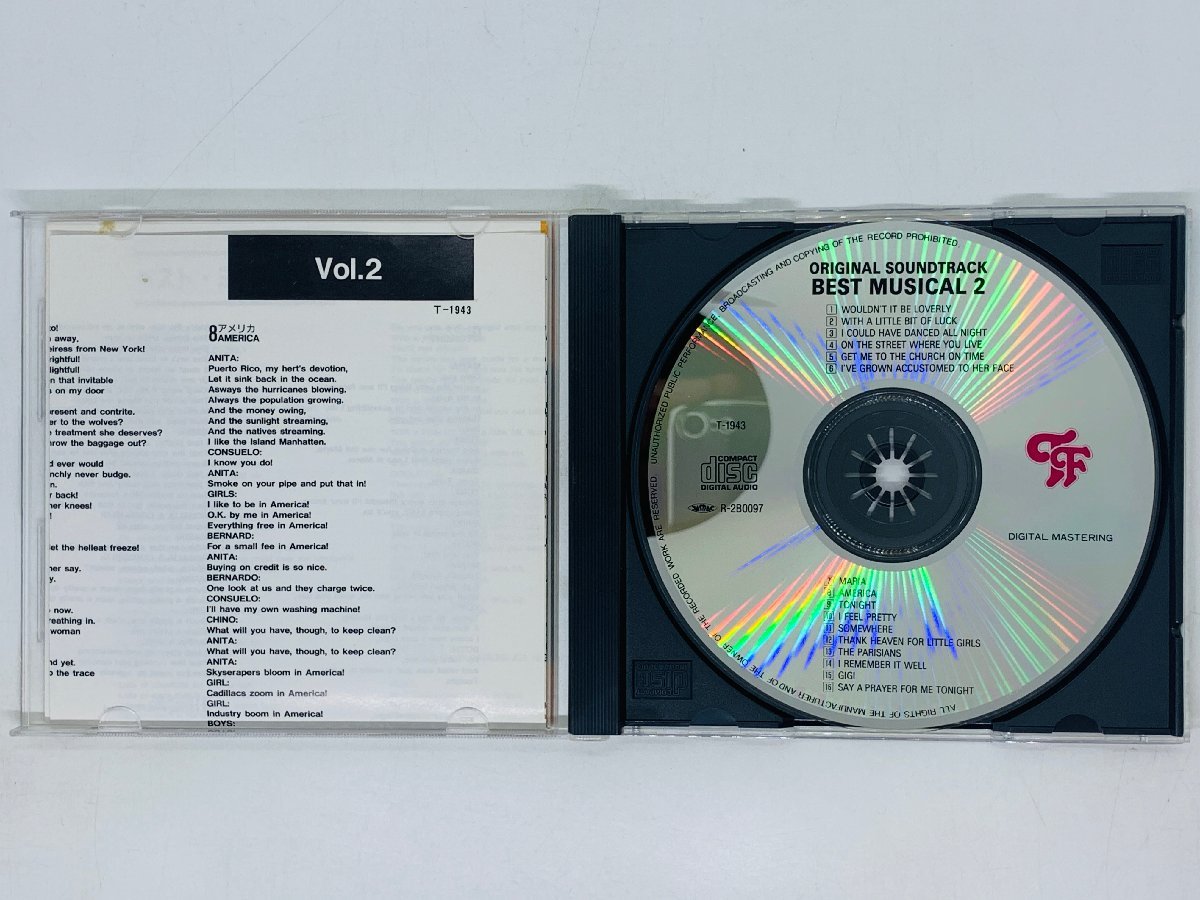 Vol.2
T-1943
to!
away.
eiress from New York!
rightful!
lightful!
n that invitable
s on my door
present and contrite.
er to the wolves?
e treatment she deserves?
hrow the baggage out?
d ever would
nchly never budge.
n.
r back!
her knees!
!
let the helleat freeze!
her say.
y.
now.
reathing in.
woman
nd yet.
o the trace
8アメリカ
AMERICA
ANITA:
Puerto Rico, my hert's devotion,
Let it sink back in the ocean.
Asways the hurricanes blowing.
Always the population growing.
And the money owing,
And the sunlight streaming,
And the natives streaming.
I like the Island Manhatten.
CONSUELO:
I know you do!
ANITA:
Smoke on your pipe and put that in!
GIRLS:
I like to be in America!
O.K. by me in America!
Everything free in America!
BERNARD:
For a small fee in America!
ANITA:
Buying on credit is so nice.
BERNARDO:
One look at us and they charge twice.
CONSUELO:
I'll have my own washing machine!
CHINO:
What will you have, though, to keep clean?
ANITA:
What will you have, though, to keep clean?
ANITA:
Skyserapers bloom in America!
GIRL:
Cadillacs zoom in America!
GIRL:
Industry boom in America!
BOYS:
ORIGINAL SOUNDTRACK
BEST MUSICAL 2
1 WOULDN'T IT BE LOVERLY
2 WITH A LITTLE BIT OF LUCK
3 I COULD HAVE DANCED ALL NIGHT
4 ON THE STREET WHERE YOU LIVE
5 GET ME TO THE CHURCH ON TIME
6 I'VE GROWN ACCUSTOMED TO HER FACE
T-1943
COMPACT
disc
DIGITAL AUDIO
R-2B0097
DIGITAL MASTERING
7 MARIA
8 AMERICA
9 TONIGHT
10 I FEEL PRETTY
11 SOMEWHERE
12 THANK HEAVEN FOR LITTLE GIRLS
13 THE PARISIANS
14 I REMEMBER IT WELL
15 GIGI
16 SAY A PRAYER FOR ME TONIGHT
ALL RIGHTS OF THE MANUFACTURER AND OF THE OWNER OF THE RECORDED WORK ARE RESERVED. UNAUTHORIZED PUBLIC PERFORMANCE, BROADCASTING AND COPYING OF THE RECORD PROHIBITED.